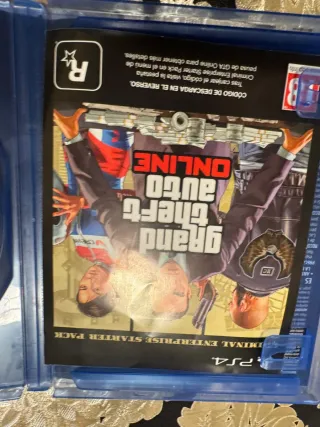 PS4
CRIMINAL ENTERPRISE STARTER PACK
grand
theft
auto
ONLINE
CÓDIGO DE DESCARGA EN EL REVERSO.
Tras canjear el código, visita la pestaña
Criminal Enterprise Starter Pack en el menú de
pausa de GTA Online para obtener más detalles.
R